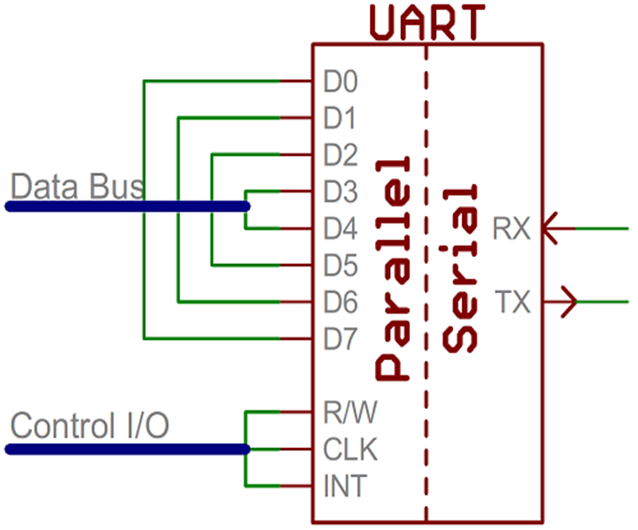 UART
D0
D1
D2
Data Bus
D3
D4
D5
D6
D7
Parallel
Serial
RX
TX
Control I/O
R/W
CLK
INT